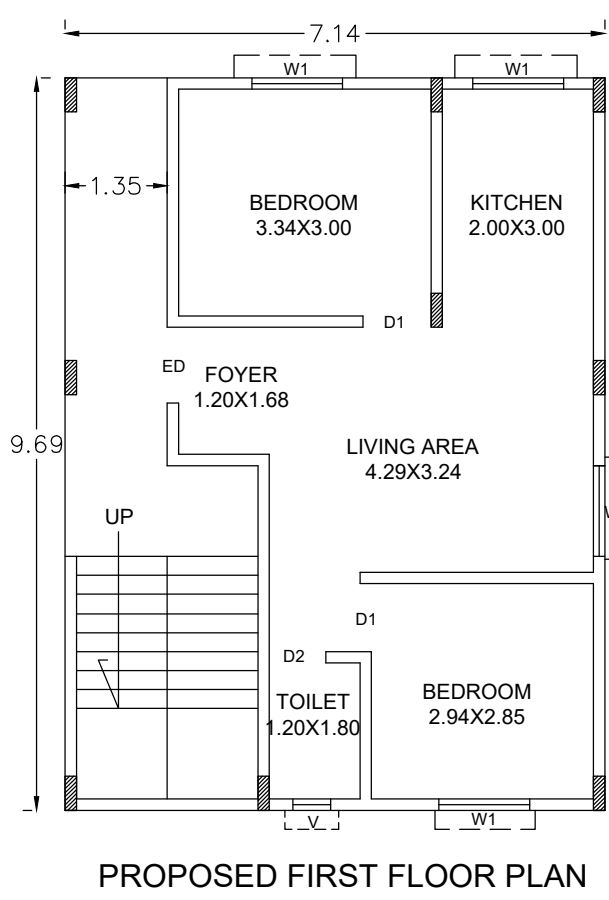 7.14
W1
W1
1.35
BEDROOM
3.34X3.00
KITCHEN
2.00X3.00
D1
ED
FOYER
1.20X1.68
9.69
LIVING AREA
4.29X3.24
UP
D1
D2
BEDROOM
2.94X2.85
TOILET
1.20X1.80
V
W1
PROPOSED FIRST FLOOR PLAN